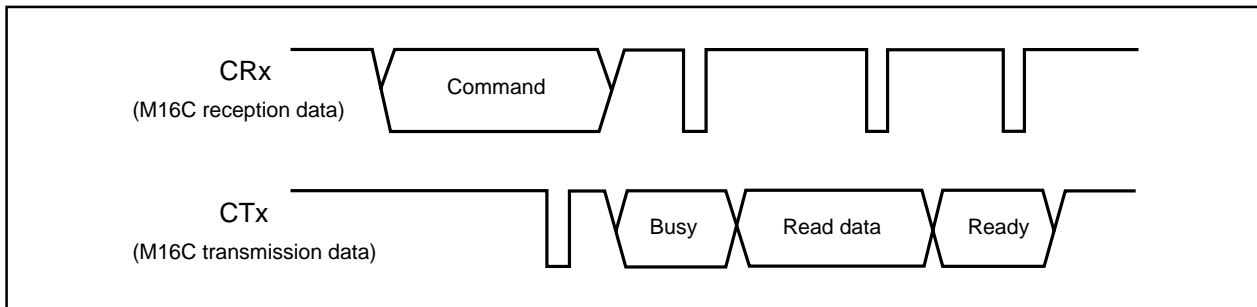 CRx
(M16C reception data)
Command
CTx
(M16C transmission data)
Busy
Read data
Ready